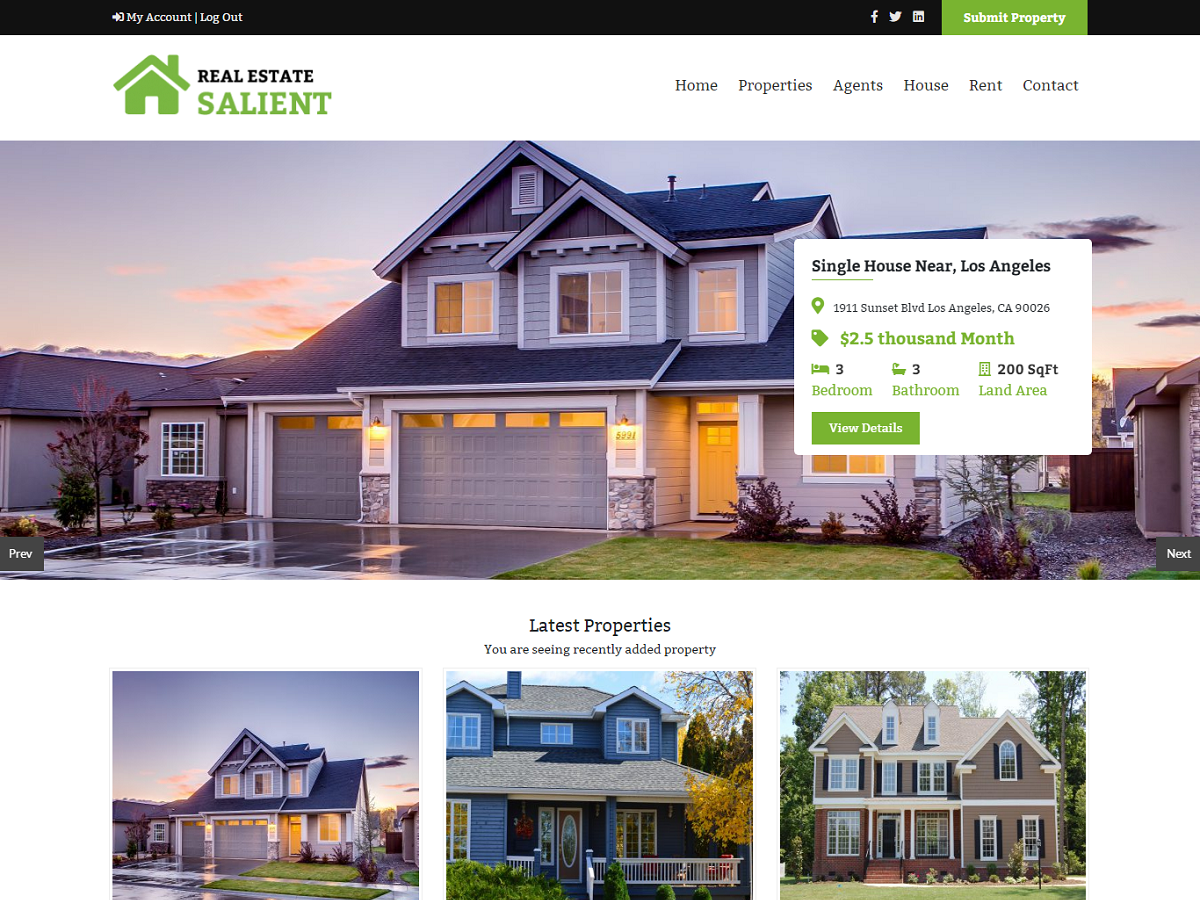 My Account | Log Out
Submit Property
REAL ESTATE
SALIENT
Home Properties Agents House Rent Contact
Single House Near, Los Angeles
1911 Sunset Blvd Los Angeles, CA 90026
$2.5 thousand Month
3 3 200 SqFt
Bedroom Bathroom Land Area
View Details
5991
Prev
Next
Latest Properties
You are seeing recently added property